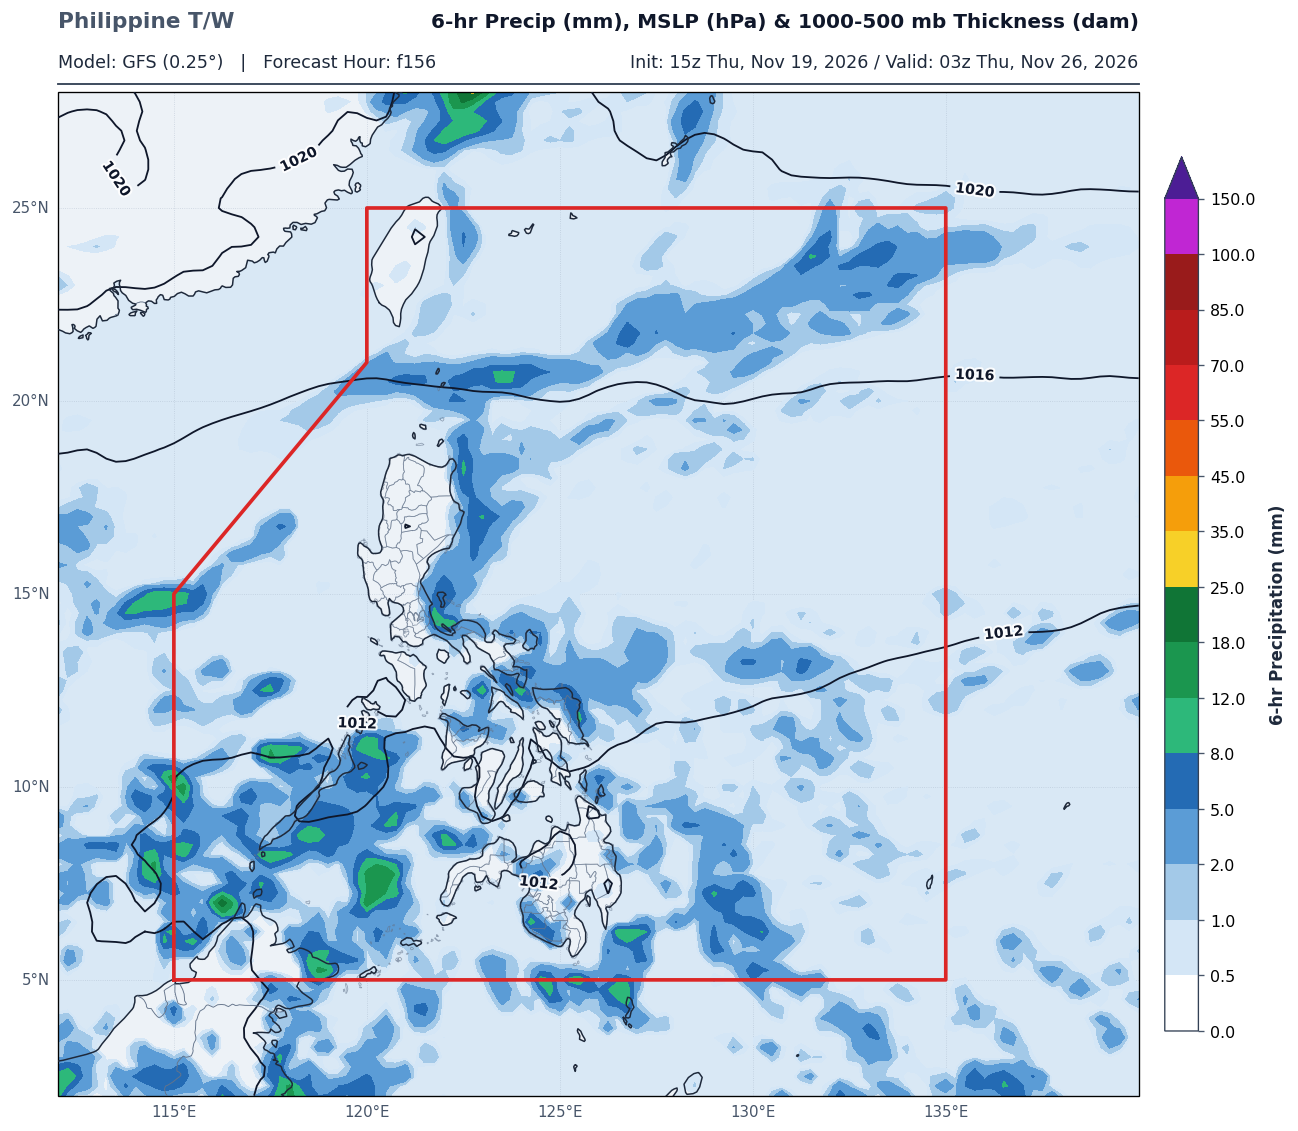 Philippine T/W
6-hr Precip (mm), MSLP (hPa) & 1000-500 mb Thickness (dam)
Model: GFS (0.25°) | Forecast Hour: f156
Init: 15z Thu, Nov 19, 2026 / Valid: 03z Thu, Nov 26, 2026
1020
1020
1020
1016
1012
1012
1012
25°N
20°N
15°N
10°N
5°N
115°E
120°E
125°E
130°E
135°E
150.0
100.0
85.0
70.0
55.0
45.0
35.0
25.0
18.0
12.0
8.0
5.0
2.0
1.0
0.5
0.0
6-hr Precipitation (mm)